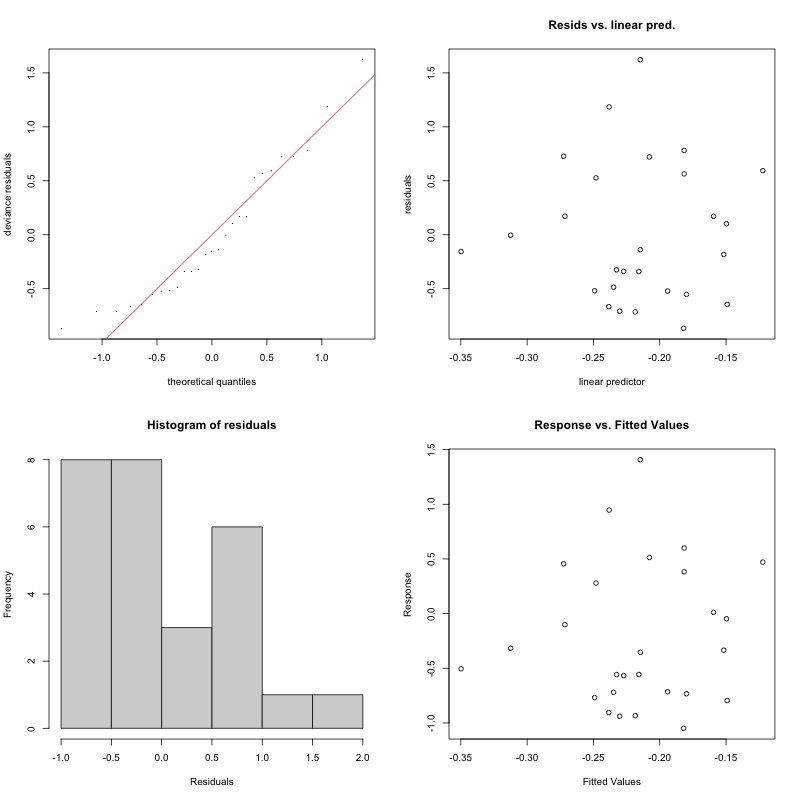 deviance residuals
-0.5 0.0 0.5 1.0 1.5
-1.0 -0.5 0.0 0.5 1.0
theoretical quantiles
Resids vs. linear pred.
residuals
-0.5 0.0 0.5 1.0 1.5
-0.35 -0.30 -0.25 -0.20 -0.15
linear predictor
Histogram of residuals
Frequency
0 2 4 6 8
-1.0 -0.5 0.0 0.5 1.0 1.5 2.0
Residuals
Response vs. Fitted Values
Response
-1.0 -0.5 0.0 0.5 1.0 1.5
-0.35 -0.30 -0.25 -0.20 -0.15
Fitted Values